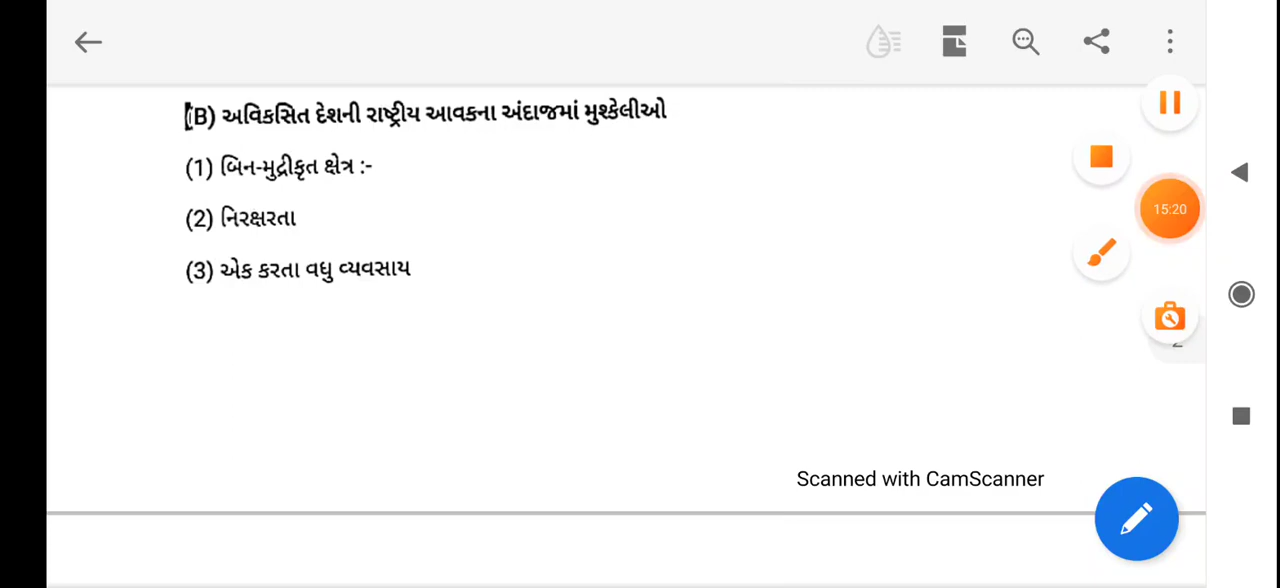 (B) અવિકસિત દેશની રાષ્ટ્રીય આવકના અંદાજમાં મુશ્કેલીઓ
(1) બિન-મુદ્રીકૃત ક્ષેત્ર :-
(2) નિરક્ષરતા
(3) એક કરતા વધુ વ્યવસાય
15:20
2
Scanned with CamScanner